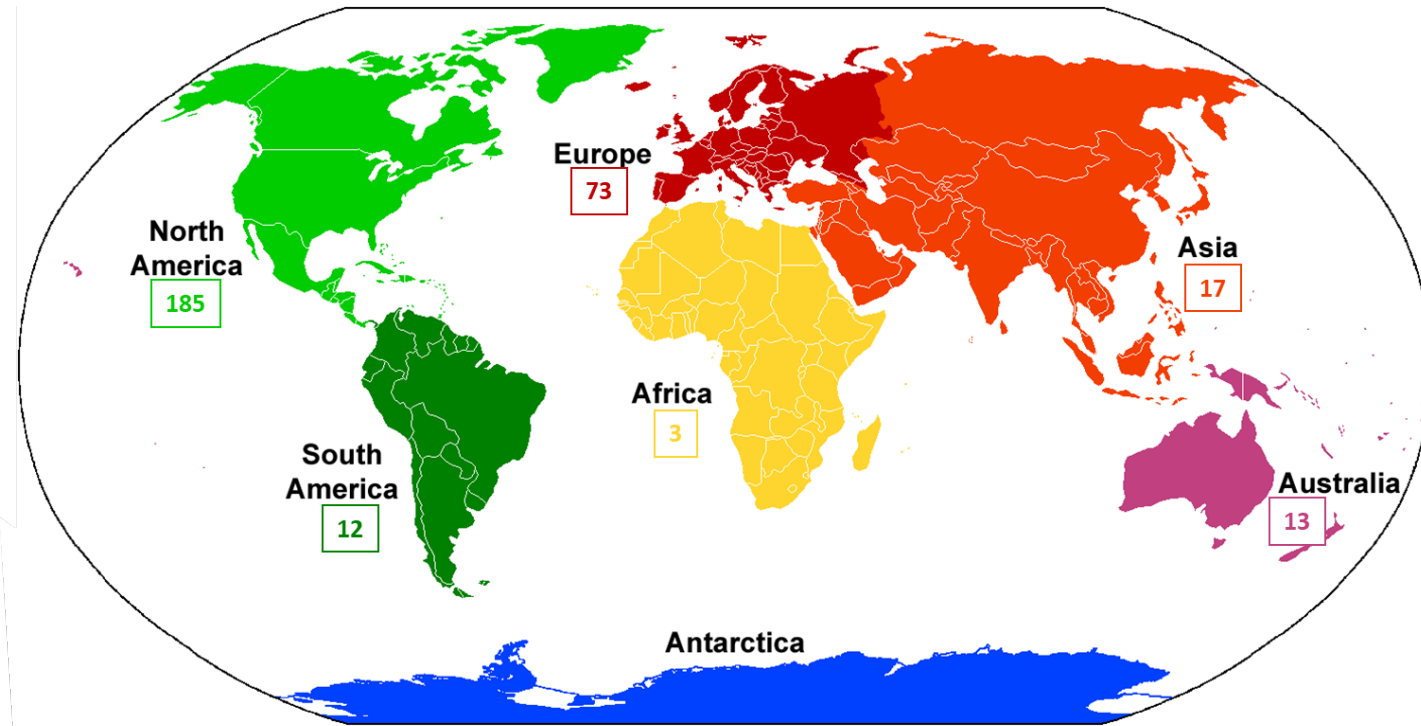 Europe
73
North
America
185
Asia
17
Africa
3
South
America
12
Australia
13
Antarctica